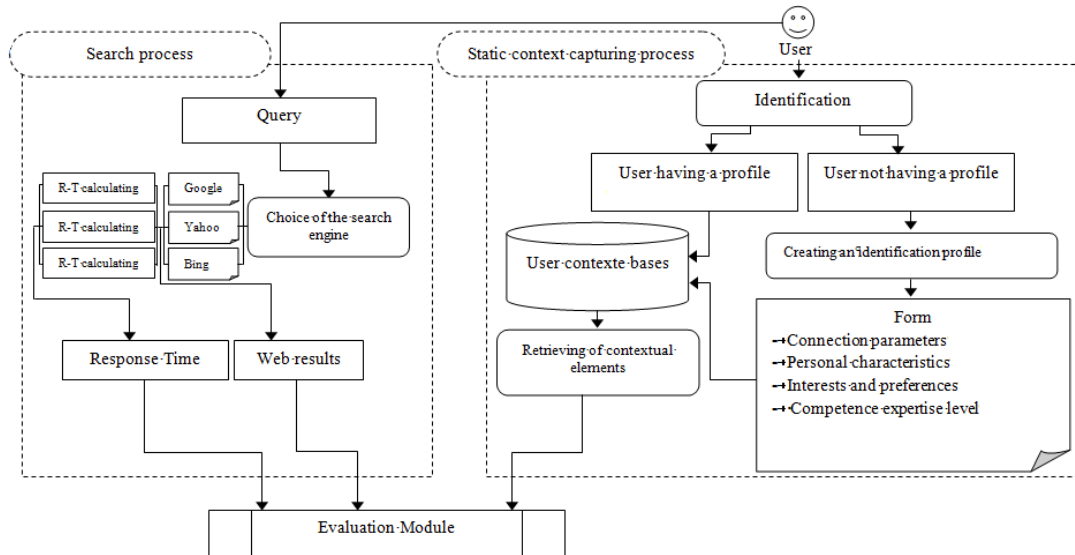 User
Search process
Static·context·capturing·process
Identification
Query
User·having·a·profile
User·not·having·a·profile
R-T·calculating
Google
R-T·calculating
Yahoo
R-T·calculating
Bing
Choice·of·the·search·
engine
User·contexte·bases
Creating·an·identification·profile
Form
Connection·parameters
Personal·characteristics
Interests·and·preferences
Competence·expertise·level
Response·Time
Web·results
Retrieving·of·contextual·
elements
Evaluation·Module